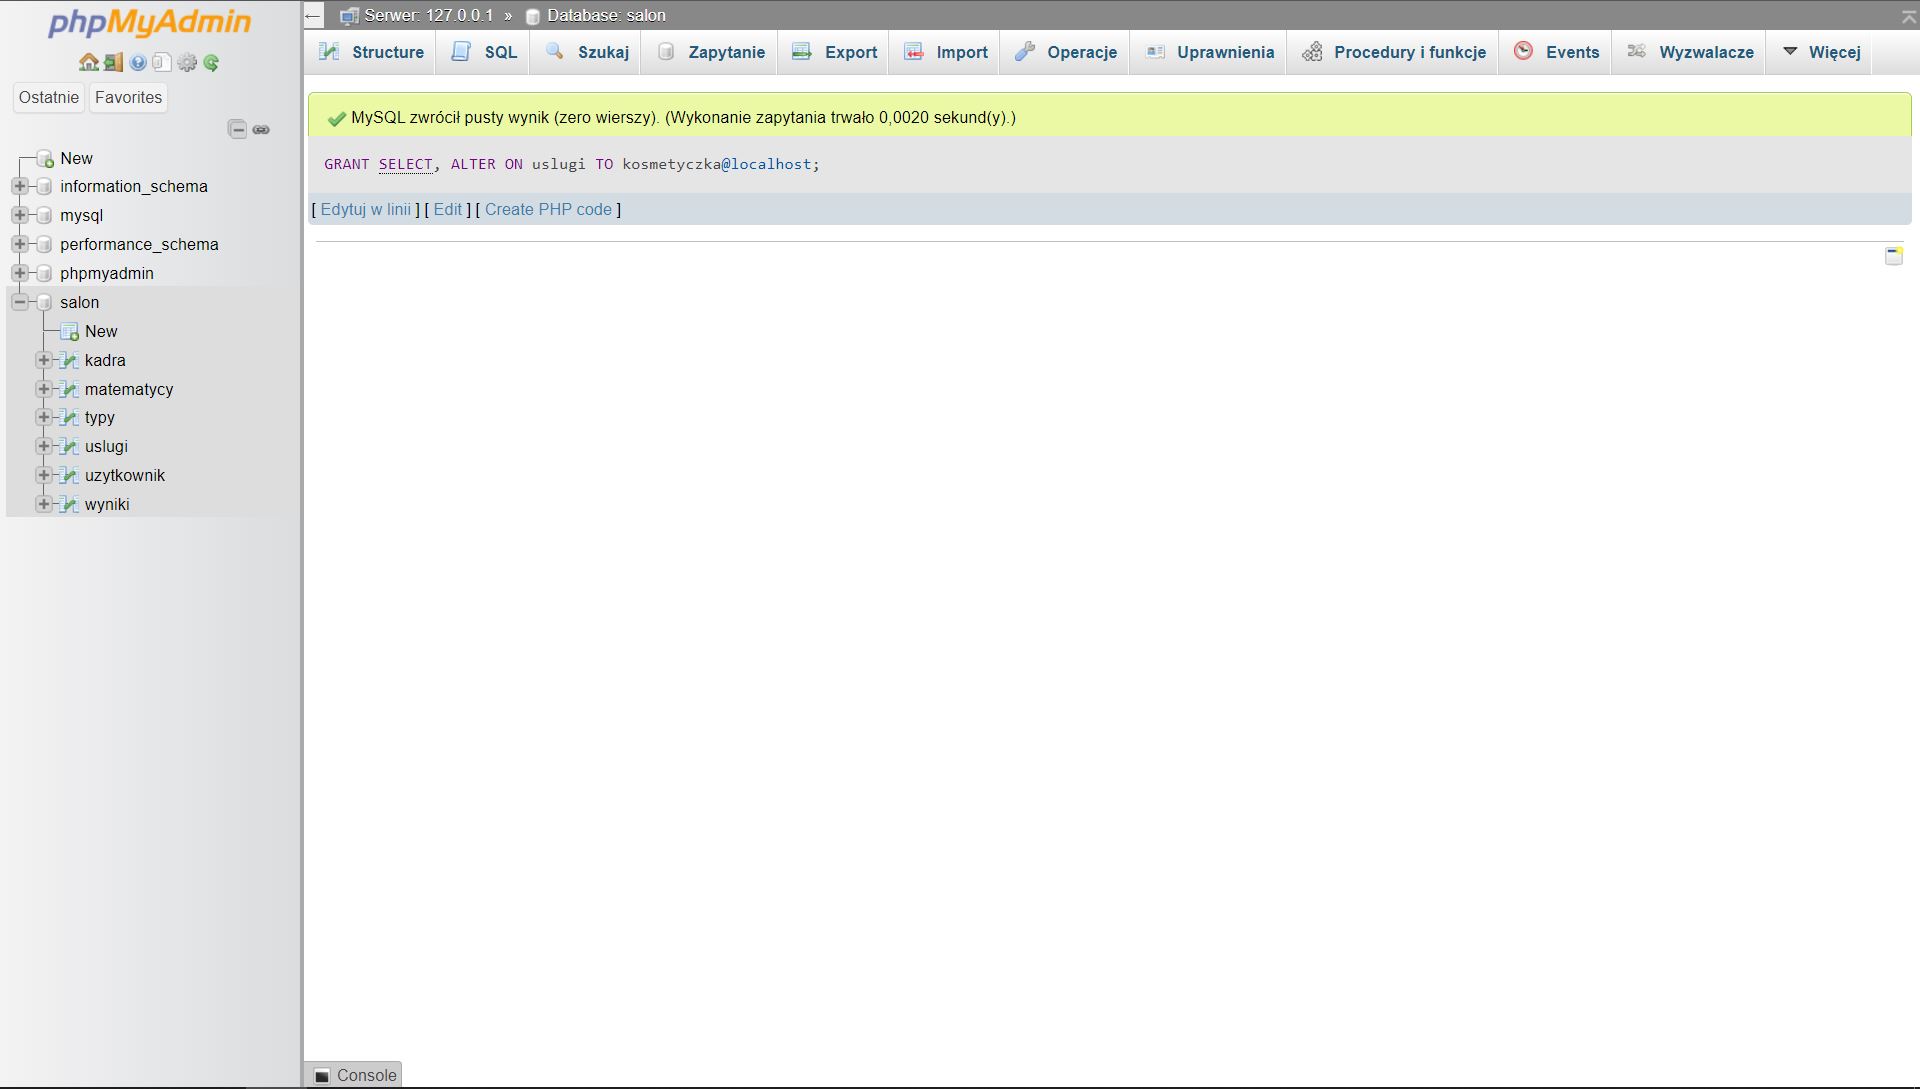 phpMyAdmin
Ostatnie Favorites
New
information_schema
mysql
performance_schema
phpmyadmin
salon
New
kadra
matematycy
typy
uslugi
uzytkownik
wyniki
Serwer: 127.0.0.1 » Database: salon
Structure SQL Szukaj Zapytanie Export Import Operacje Uprawnienia Procedury i funkcje Events Wyzwalacze Więcej
MySQL zwrócił pusty wynik (zero wierszy). (Wykonanie zapytania trwało 0,0020 sekund(y).)
GRANT SELECT, ALTER ON uslugi TO kosmetyczka@localhost;
[ Edytuj w linii ] [ Edit ] [ Create PHP code ]
Console